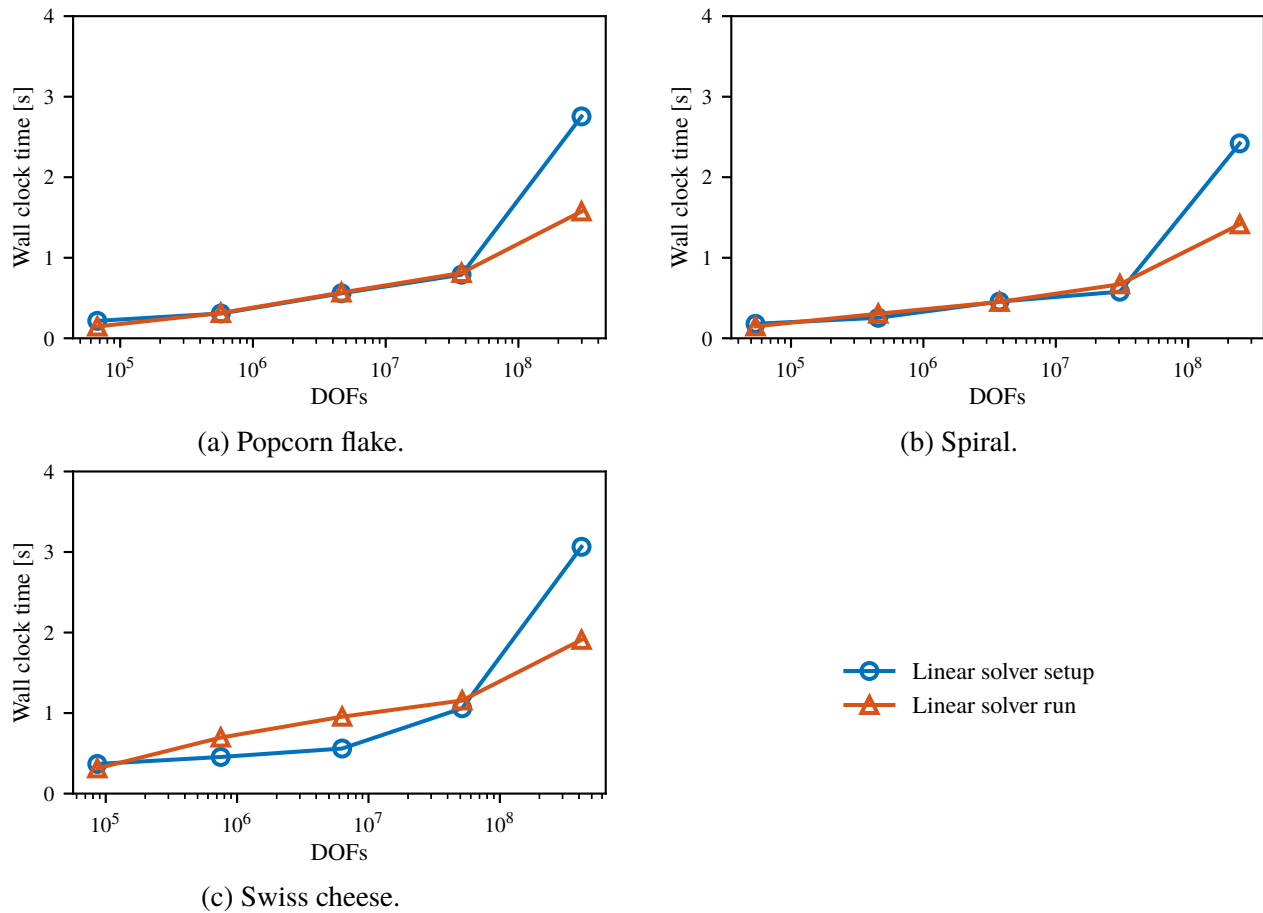 4
3
2
1
0
Wall clock time [s]
10^5
10^6
10^7
10^8
DOFs
(a) Popcorn flake.
4
3
2
1
0
Wall clock time [s]
10^5
10^6
10^7
10^8
DOFs
(b) Spiral.
4
3
2
1
0
Wall clock time [s]
10^5
10^6
10^7
10^8
DOFs
(c) Swiss cheese.
Linear solver setup
Linear solver run